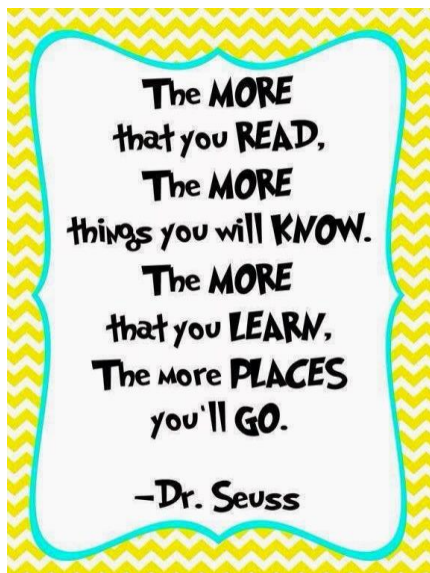 The MORE
that you READ,
The MORE
things you will KNOW.
The MORE
that you LEARN,
The More PLACES
you'll GO.
–Dr. Seuss